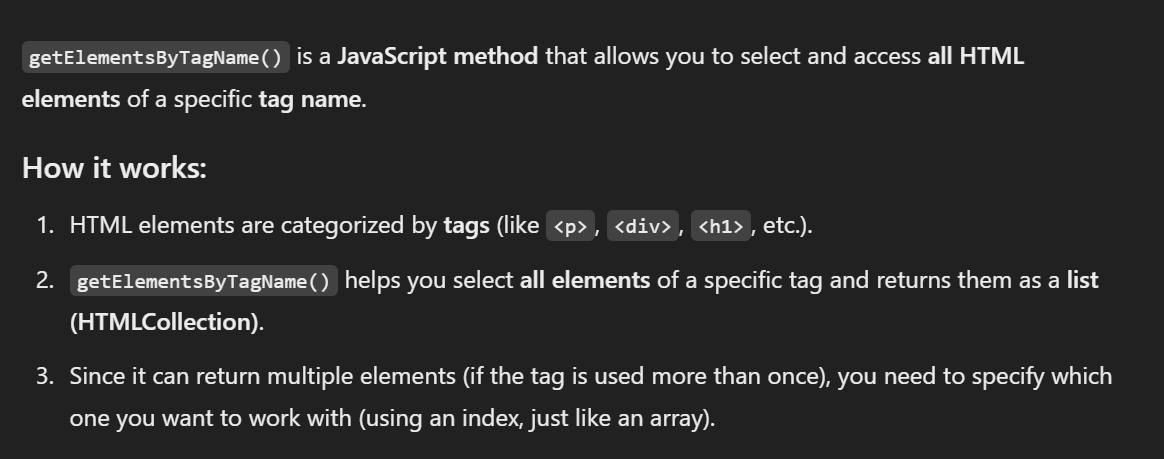 getElementsByTagName() is a JavaScript method that allows you to select and access all HTML
elements of a specific tag name.
How it works:
1. HTML elements are categorized by tags (like <p>, <div>, <h1>, etc.).
2. getElementsByTagName() helps you select all elements of a specific tag and returns them as a list
(HTMLCollection).
3. Since it can return multiple elements (if the tag is used more than once), you need to specify which
one you want to work with (using an index, just like an array).